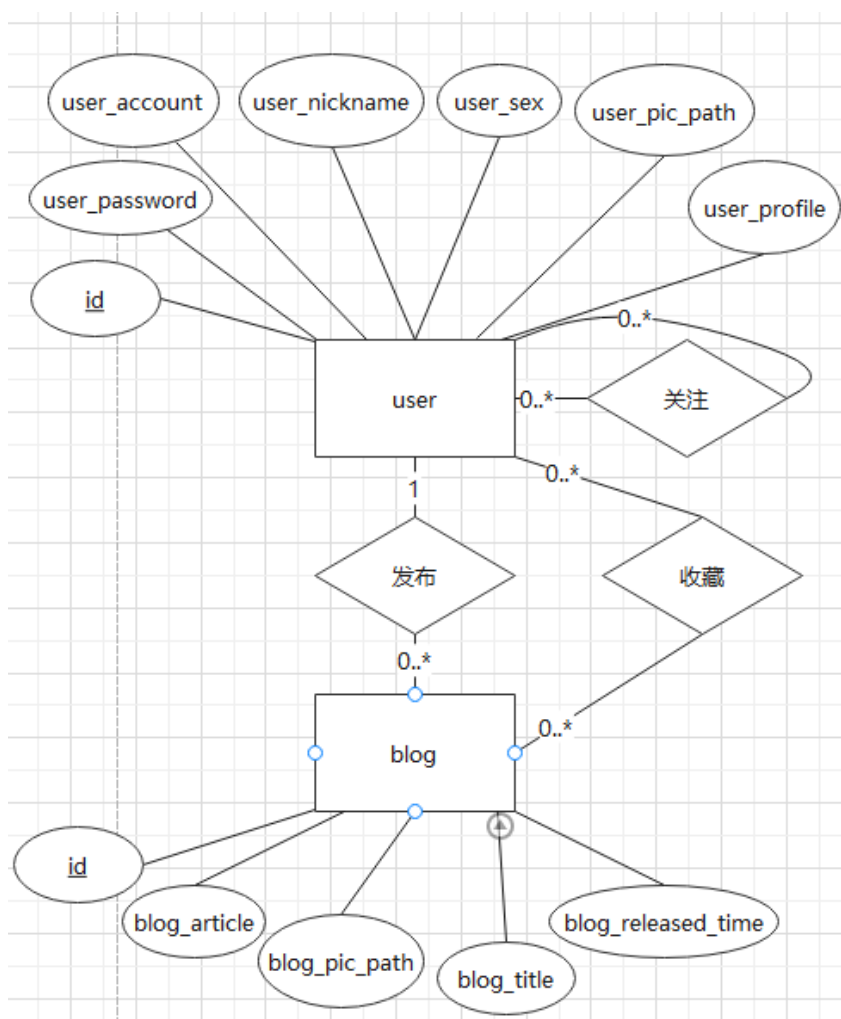 user_account
user_nickname
user_sex
user_pic_path
user_password
user_profile
id
0..*
user
0..*
关注
1
0..*
发布
收藏
0..*
0..*
blog
id
blog_article
blog_pic_path
blog_title
blog_released_time